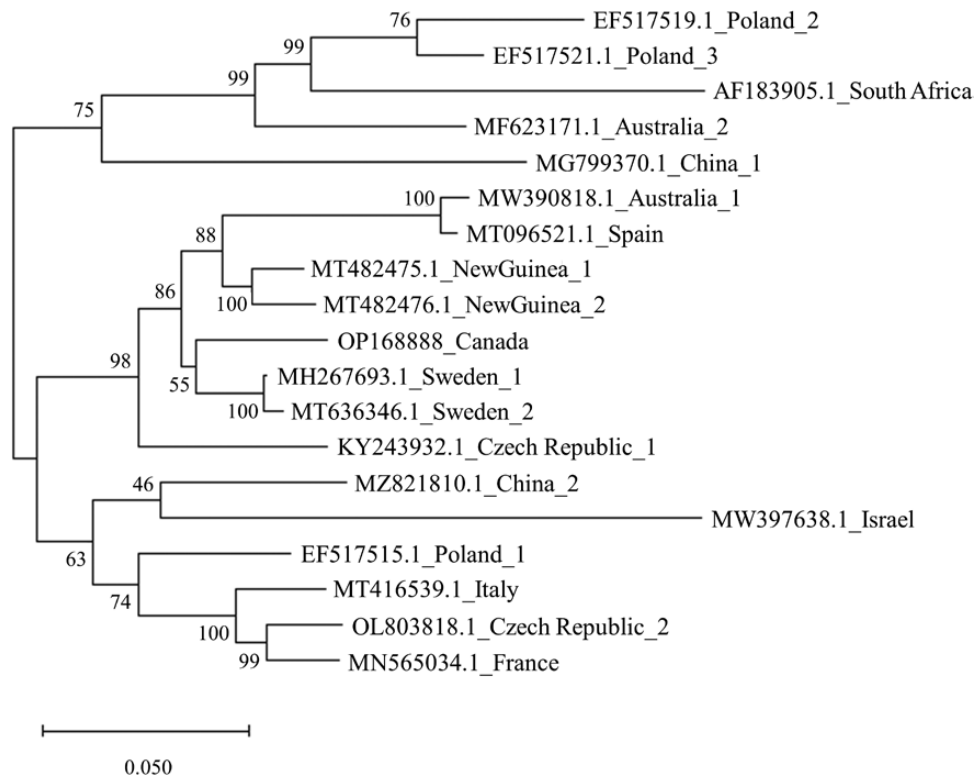 76
EF517519.1_Poland_2
99
EF517521.1_Poland_3
99
AF183905.1_South Africa
75
MF623171.1_Australia_2
MG799370.1_China_1
100
MW390818.1_Australia_1
88
MT096521.1_Spain
MT482475.1_NewGuinea_1
86
100
MT482476.1_NewGuinea_2
OP168888_Canada
98
55
MH267693.1_Sweden_1
100
MT636346.1_Sweden_2
KY243932.1_Czech Republic_1
46
MZ821810.1_China_2
MW397638.1_Israel
63
EF517515.1_Poland_1
74
MT416539.1_Italy
100
OL803818.1_Czech Republic_2
99
MN565034.1_France
0.050